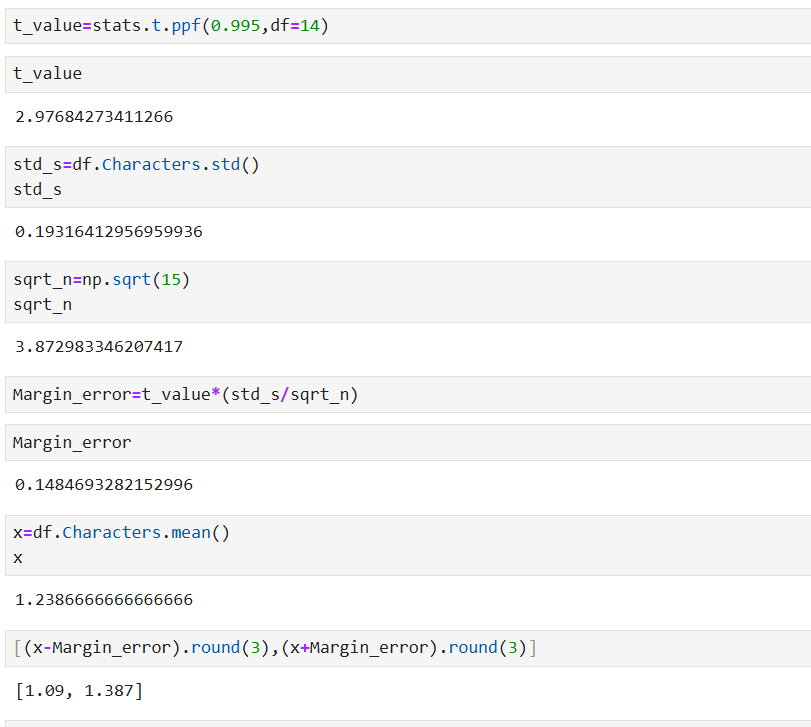 t_value=stats.t.ppf(0.995,df=14)
t_value
2.97684273411266
std_s=df.Characters.std()
std_s
0.19316412956959936
sqrt_n=np.sqrt(15)
sqrt_n
3.872983346207417
Margin_error=t_value*(std_s/sqrt_n)
Margin_error
0.1484693282152996
x=df.Characters.mean()
x
1.2386666666666666
[(x-Margin_error).round(3),(x+Margin_error).round(3)]
[1.09, 1.387]